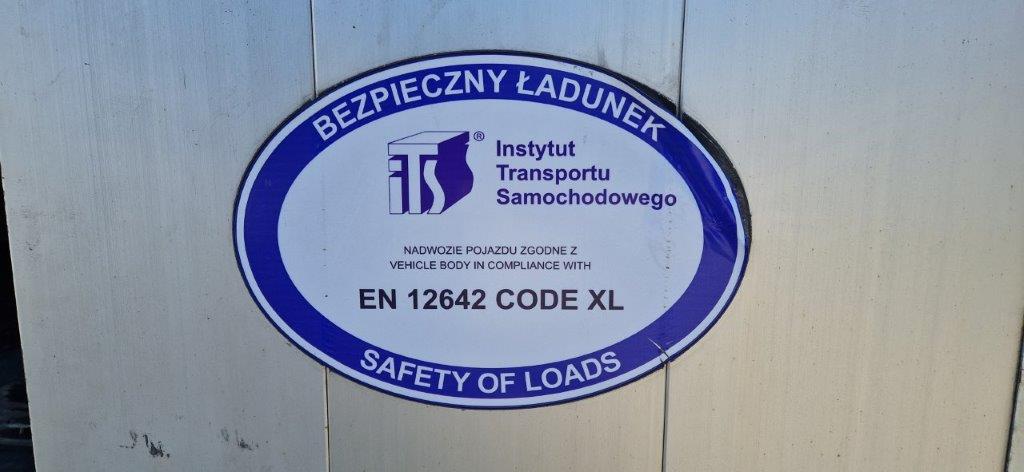 BEZPIECZNY ŁADUNEK
iTS®
Instytut
Transportu
Samochodowego
NADWOZIE POJAZDU ZGODNE Z
VEHICLE BODY IN COMPLIANCE WITH
EN 12642 CODE XL
SAFETY OF LOADS